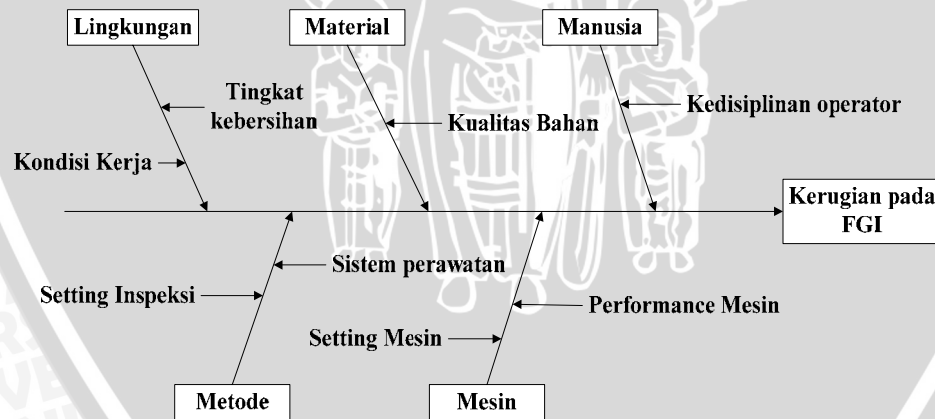 Lingkungan
Material
Manusia
Tingkat
kebersihan
Kedisiplinan operator
Kualitas Bahan
Kondisi Kerja
Kerugian pada
FGI
Sistem perawatan
Setting Inspeksi
Performance Mesin
Setting Mesin
Metode
Mesin